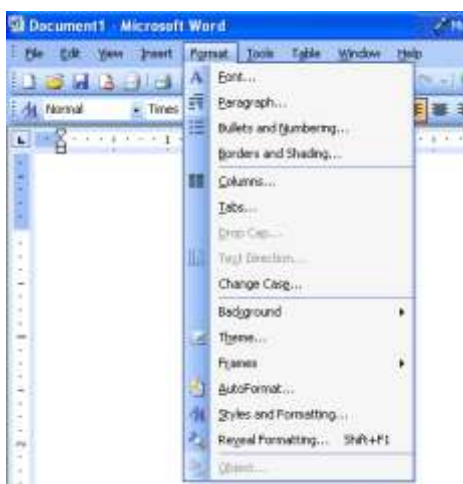 Document1 - Microsoft Word
File Edit View Insert Format Tools Table Window Help
Normal Times
1
Font...
Paragraph...
Bullets and Numbering...
Borders and Shading...
Columns...
Tabs...
Drop Cap...
Text Direction...
Change Case...
Background
Theme...
Frames
AutoFormat...
Styles and Formatting...
Reveal Formatting... Shift+F1
Object...